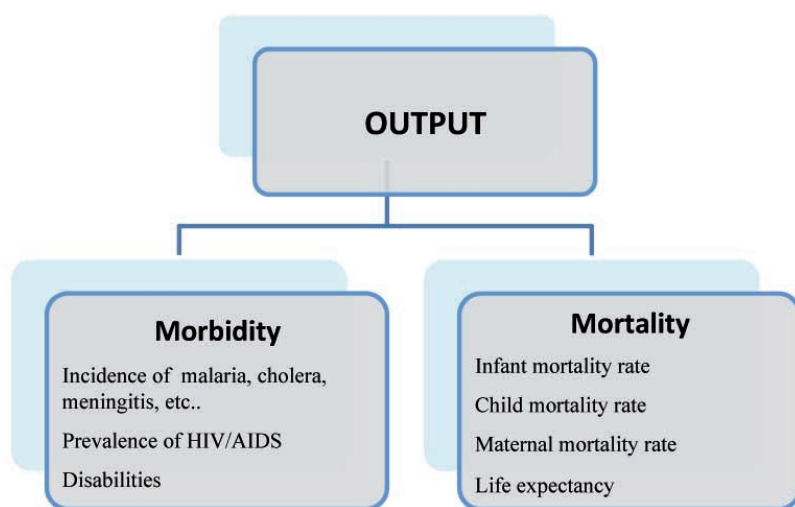 OUTPUT
Morbidity
Incidence of malaria, cholera,
meningitis, etc..
Prevalence of HIV/AIDS
Disabilities
Mortality
Infant mortality rate
Child mortality rate
Maternal mortality rate
Life expectancy